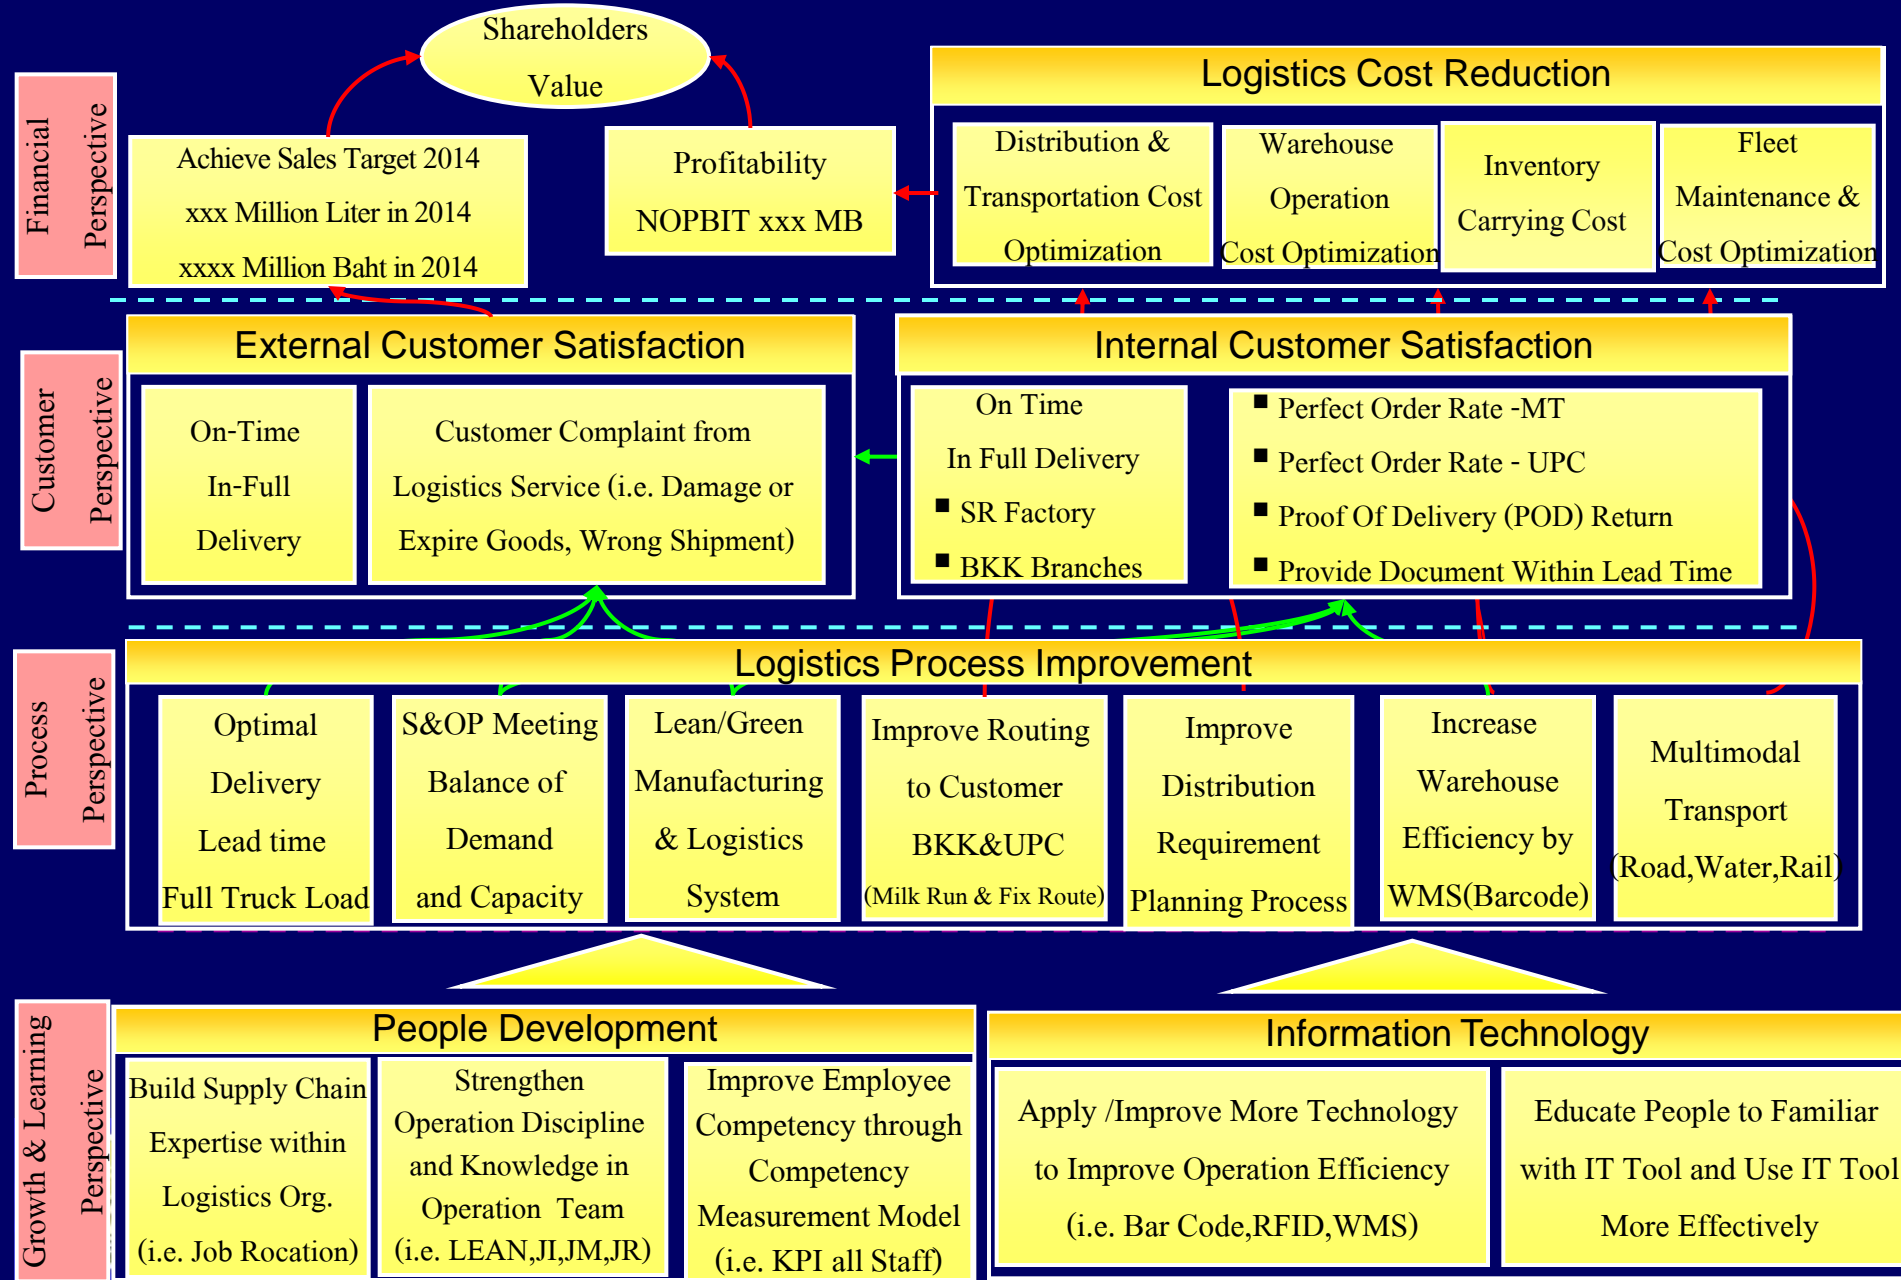 Shareholders
Value
Financial
Perspective
Achieve Sales Target 2014
xxx Million Liter in 2014
xxxx Million Baht in 2014
Profitability
NOPBIT xxx MB
Logistics Cost Reduction
Distribution &
Transportation Cost
Optimization
Warehouse
Operation
Cost Optimization
Inventory
Carrying Cost
Fleet
Maintenance &
Cost Optimization
Customer
Perspective
External Customer Satisfaction
On-Time
In-Full
Delivery
Customer Complaint from
Logistics Service (i.e. Damage or
Expire Goods, Wrong Shipment)
Internal Customer Satisfaction
On Time
In Full Delivery
■ SR Factory
■ BKK Branches
■ Perfect Order Rate -MT
■ Perfect Order Rate - UPC
■ Proof Of Delivery (POD) Return
■ Provide Document Within Lead Time
Process
Perspective
Logistics Process Improvement
Optimal
Delivery
Lead time
Full Truck Load
S&OP Meeting
Balance of
Demand
and Capacity
Lean/Green
Manufacturing
& Logistics
System
Improve Routing
to Customer
BKK&UPC
(Milk Run & Fix Route)
Improve
Distribution
Requirement
Planning Process
Increase
Warehouse
Efficiency by
WMS(Barcode)
Multimodal
Transport
(Road,Water,Rail)
Growth & Learning
Perspective
People Development
Build Supply Chain
Expertise within
Logistics Org.
(i.e. Job Rocation)
Strengthen
Operation Discipline
and Knowledge in
Operation Team
(i.e. LEAN,JI,JM,JR)
Improve Employee
Competency through
Competency
Measurement Model
(i.e. KPI all Staff)
Information Technology
Apply /Improve More Technology
to Improve Operation Efficiency
(i.e. Bar Code,RFID,WMS)
Educate People to Familiar
with IT Tool and Use IT Tool
More Effectively